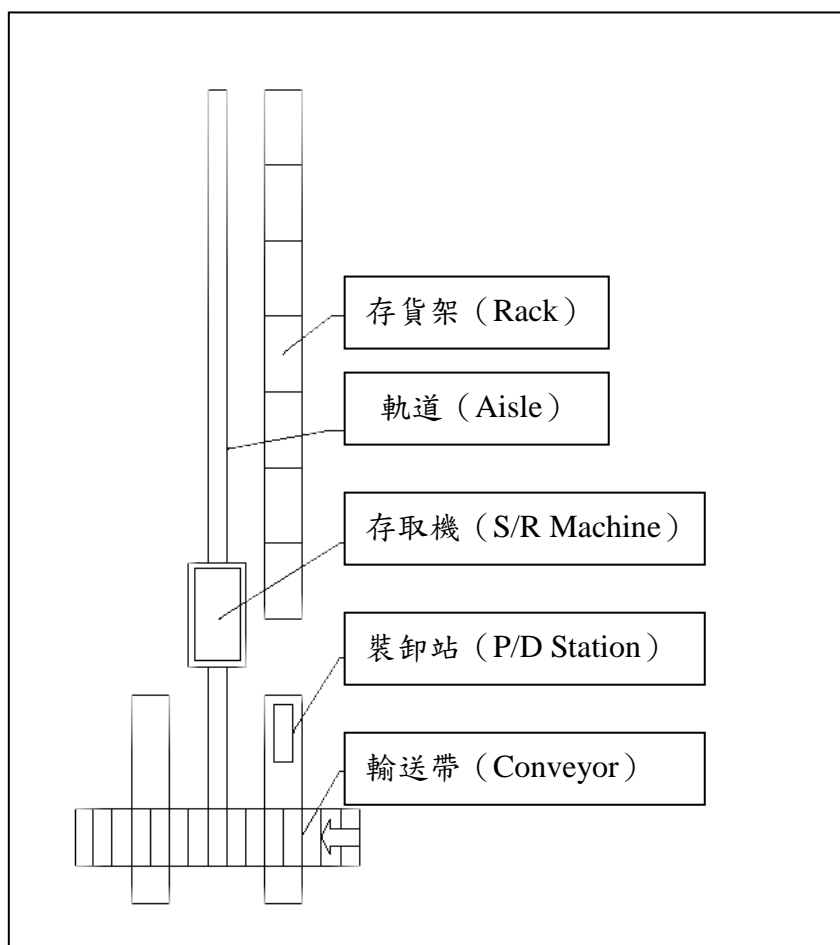 存貨架（Rack）
軌道（Aisle）
存取機（S/R Machine）
裝卸站（P/D Station）
輸送帶（Conveyor）